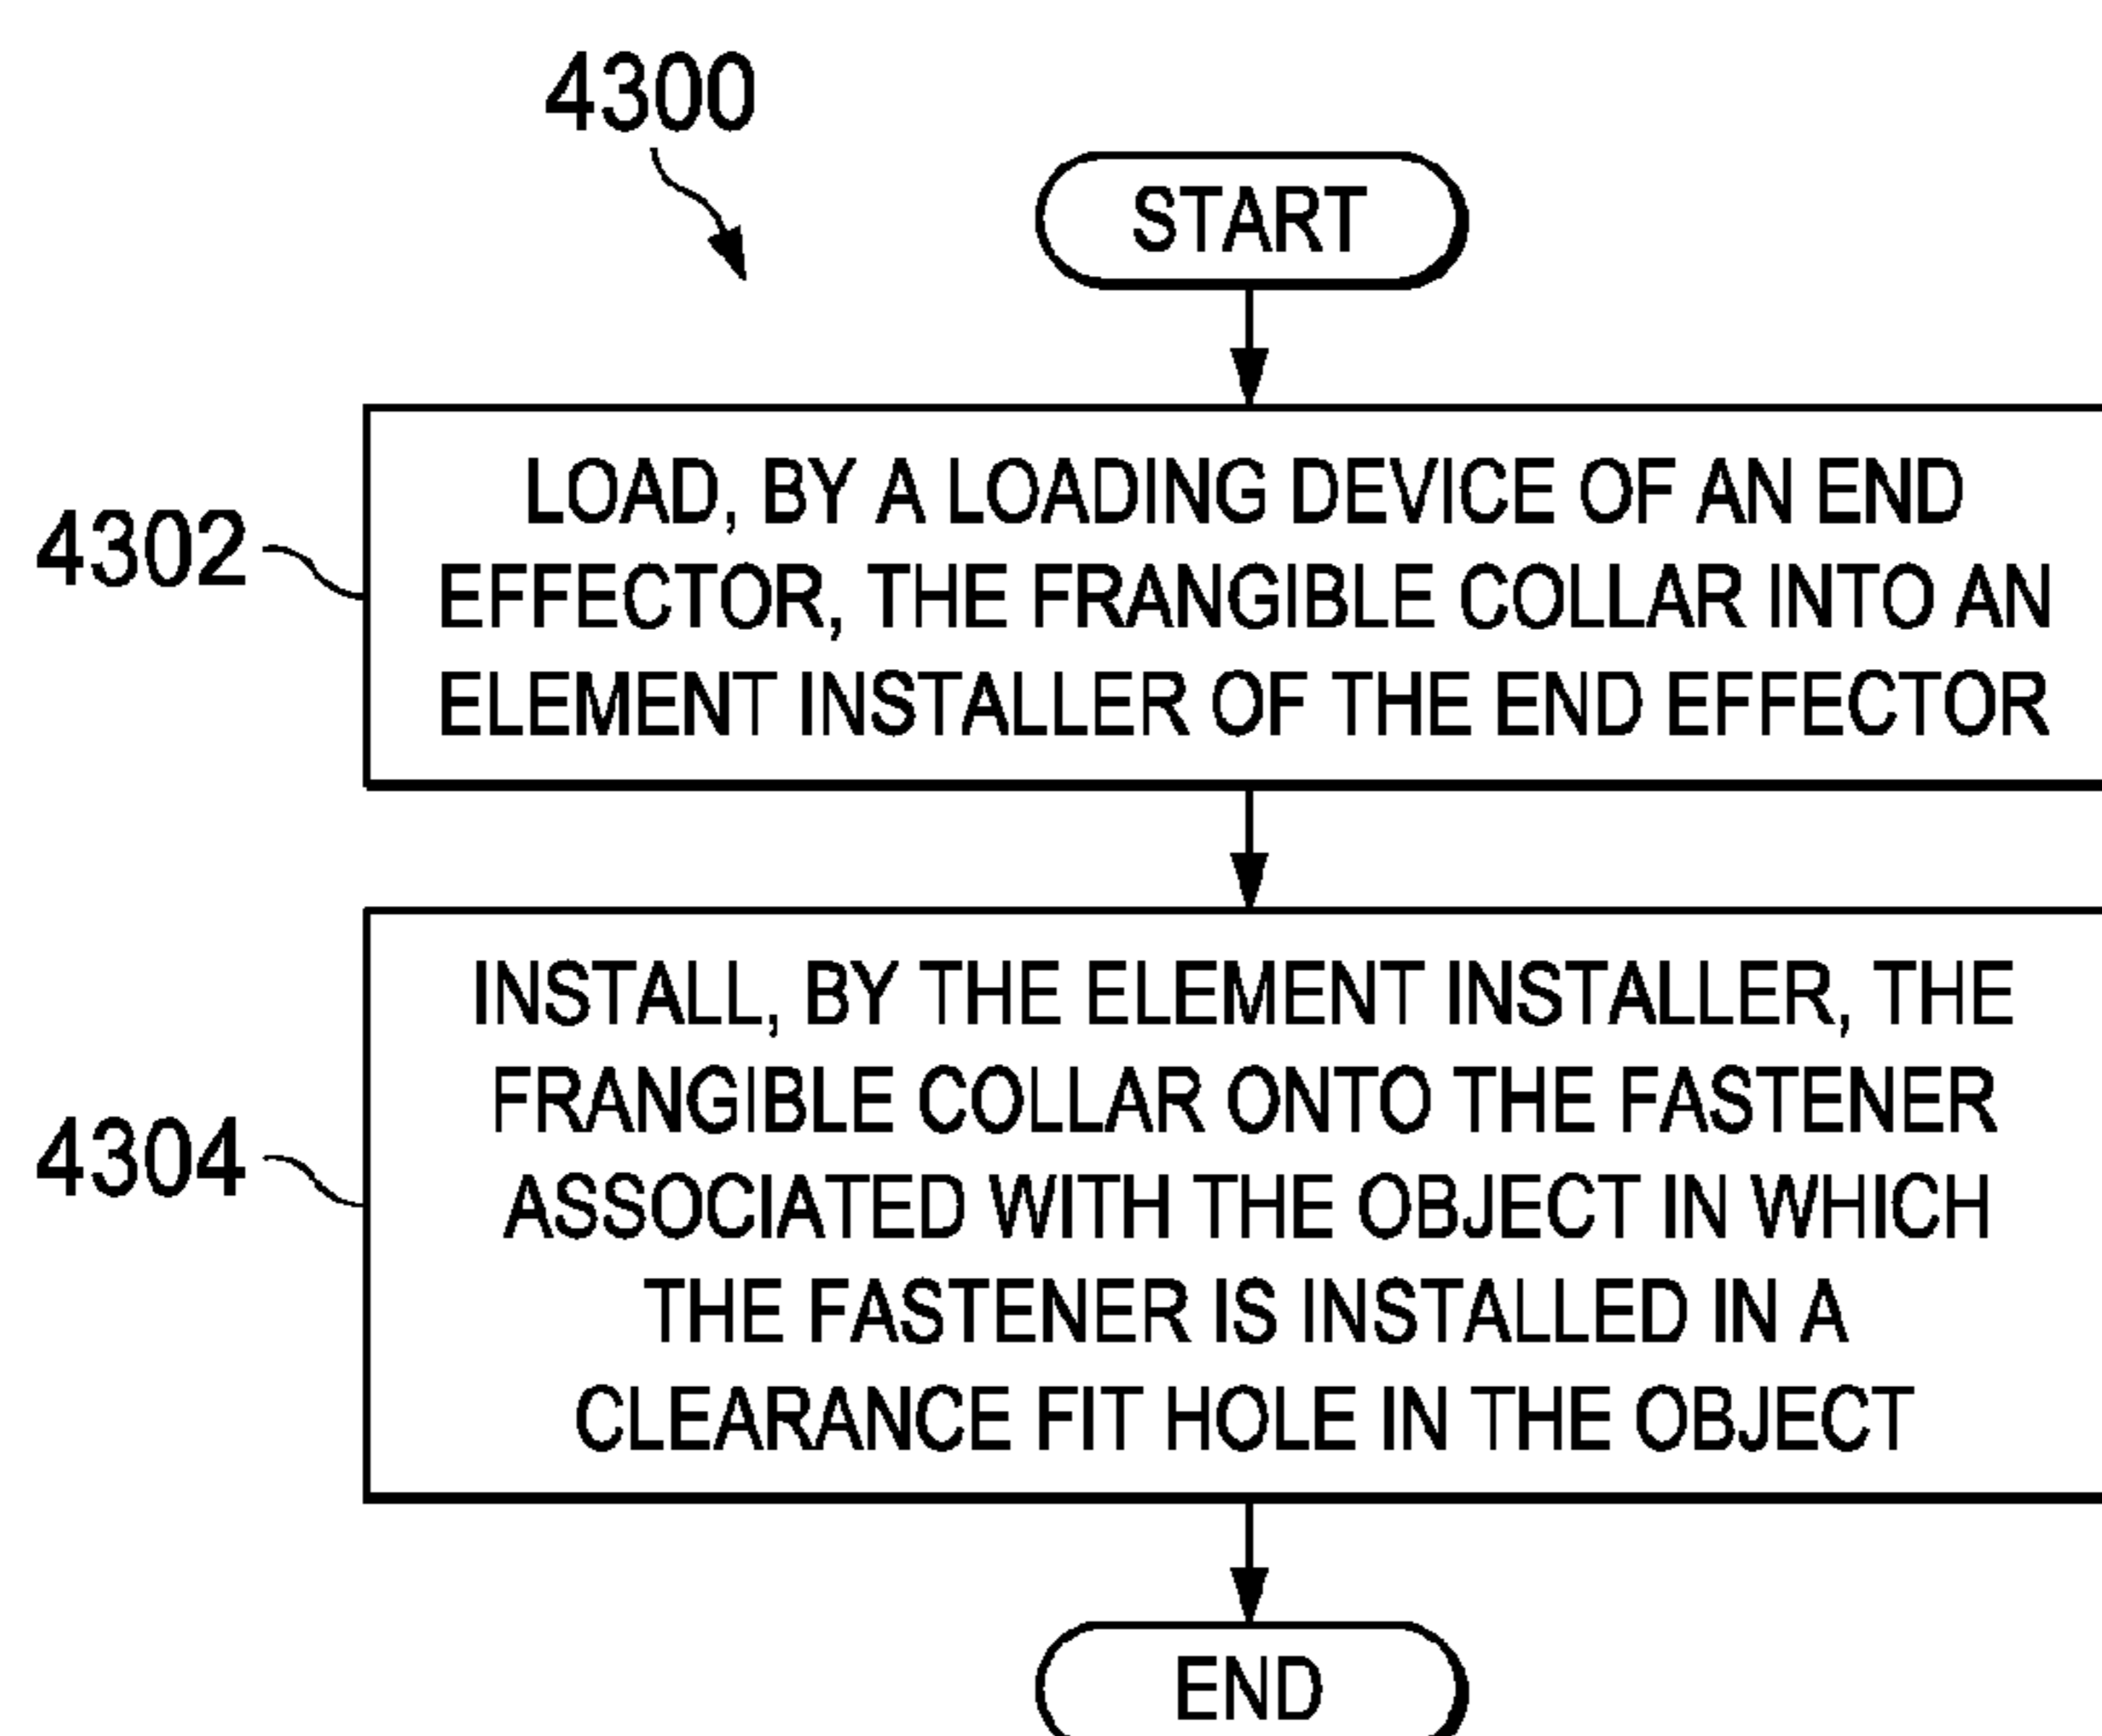 4300
START
4302
LOAD, BY A LOADING DEVICE OF AN END
EFFECTOR, THE FRANGIBLE COLLAR INTO AN
ELEMENT INSTALLER OF THE END EFFECTOR
4304
INSTALL, BY THE ELEMENT INSTALLER, THE
FRANGIBLE COLLAR ONTO THE FASTENER
ASSOCIATED WITH THE OBJECT IN WHICH
THE FASTENER IS INSTALLED IN A
CLEARANCE FIT HOLE IN THE OBJECT
END